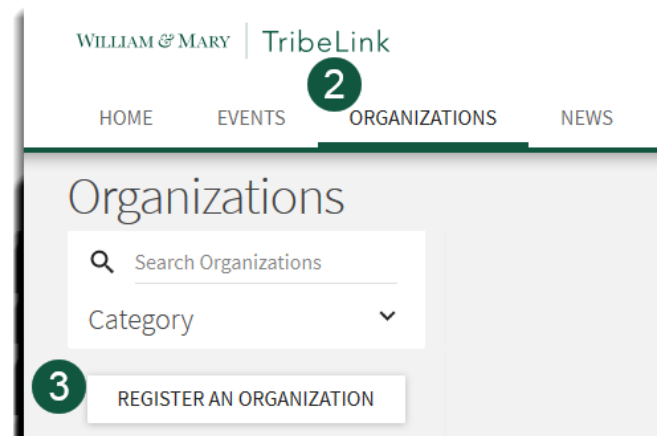 WILLIAM & MARY TribeLink
2
HOME EVENTS ORGANIZATIONS NEWS
Organizations
Search Organizations
Category
3 REGISTER AN ORGANIZATION